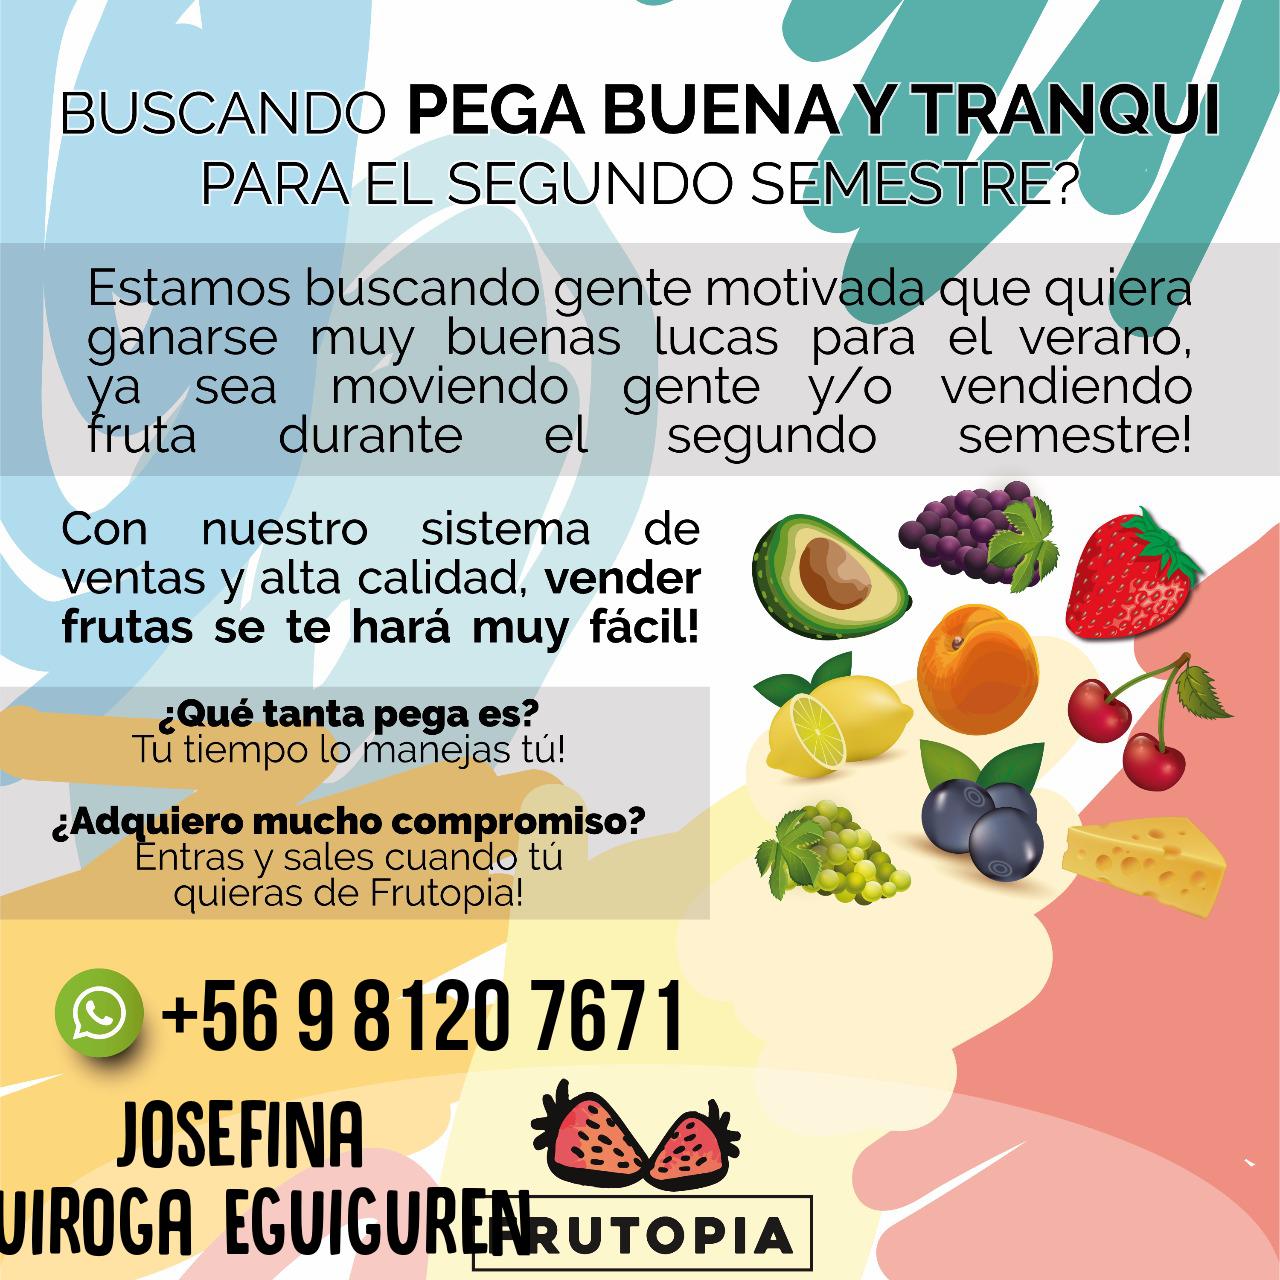 BUSCANDO PEGA BUENA Y TRANQUI
PARA EL SEGUNDO SEMESTRE?
Estamos buscando gente motivada que quiera
ganarse muy buenas lucas para el verano,
ya sea moviendo gente y/o vendiendo
fruta durante el segundo semestre!
Con nuestro sistema de
ventas y alta calidad, vender
frutas se te hará muy fácil!
¿Qué tanta pega es?
Tu tiempo lo manejas tú!
¿Adquiero mucho compromiso?
Entras y sales cuando tú
quieras de Frutopia!
+56 9 8120 7671
JOSEFINA
UIROGA EGUIGUREN
FRUTOPIA